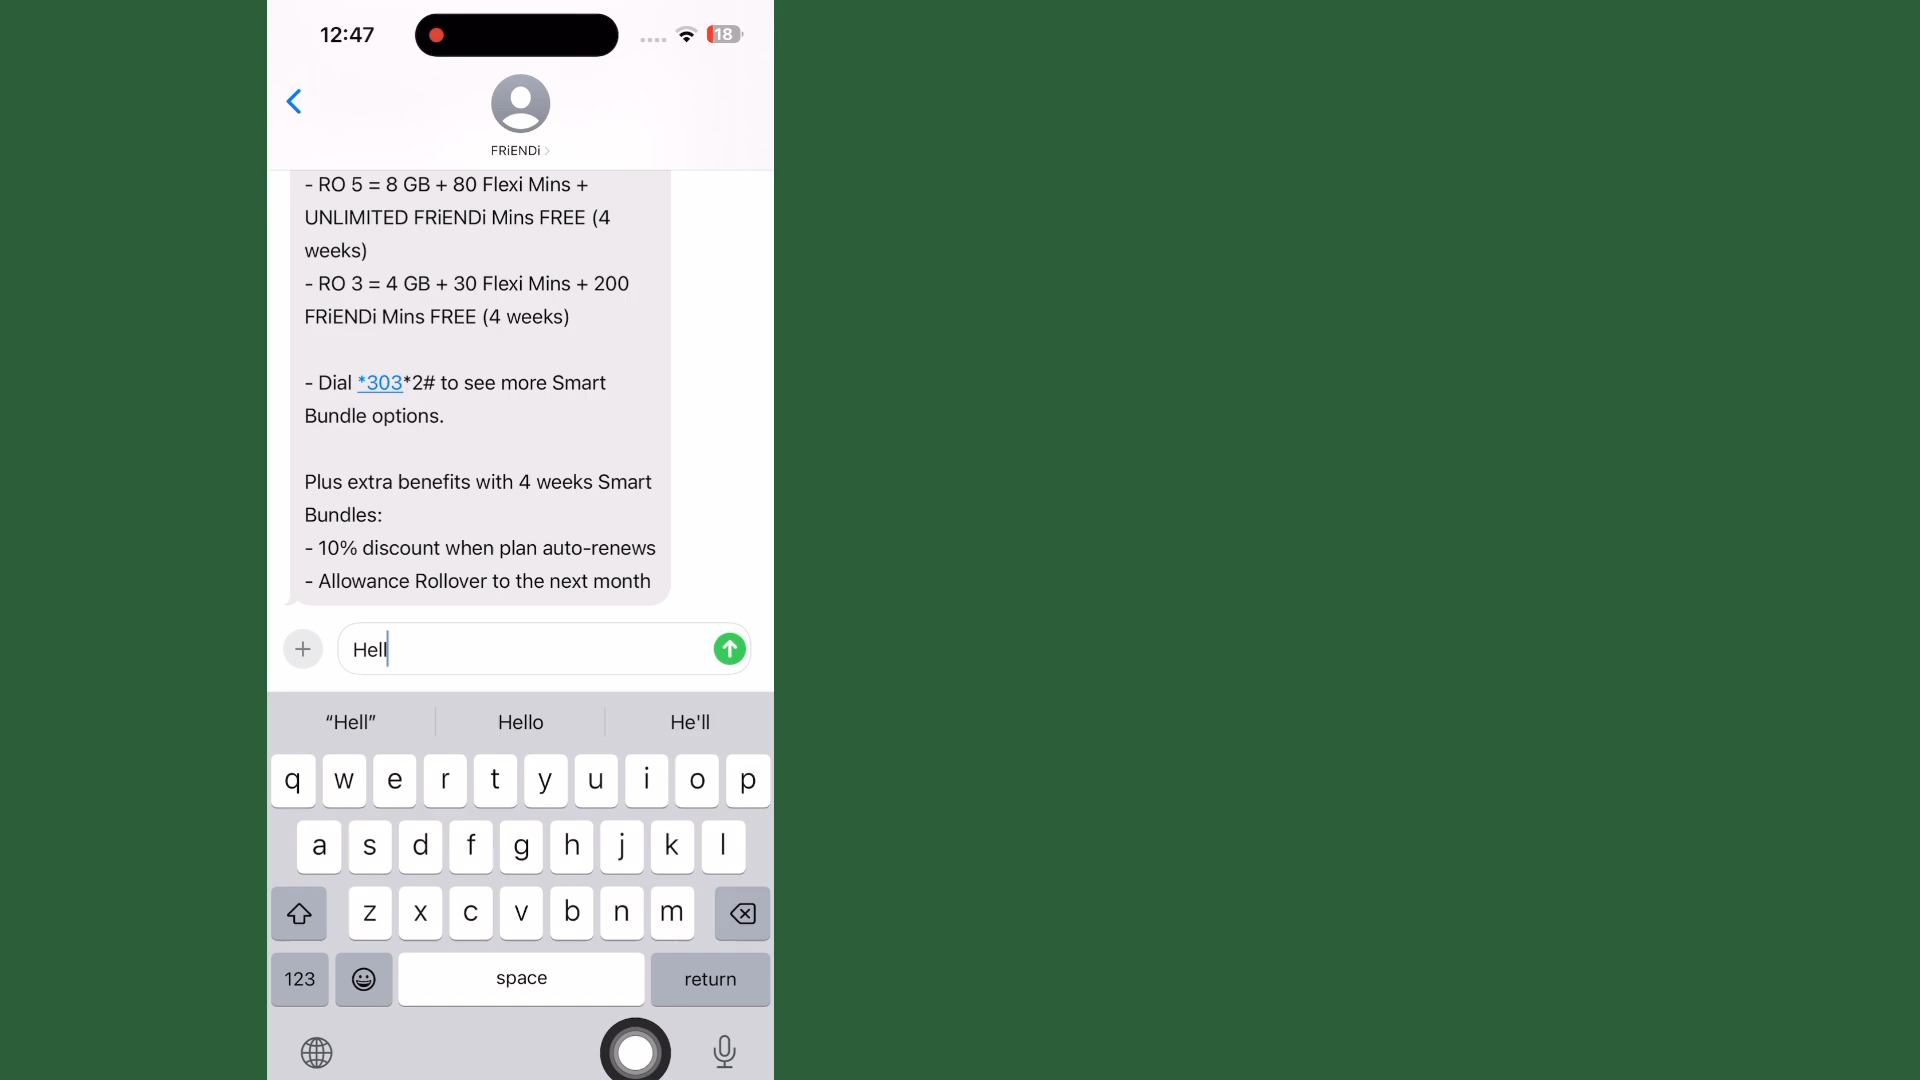 12:47
18
FRiENDi
- RO 5 = 8 GB + 80 Flexi Mins +
UNLIMITED FRiENDi Mins FREE (4
weeks)
- RO 3 = 4 GB + 30 Flexi Mins + 200
FRiENDi Mins FREE (4 weeks)
- Dial *303*2# to see more Smart
Bundle options.
Plus extra benefits with 4 weeks Smart
Bundles:
- 10% discount when plan auto-renews
- Allowance Rollover to the next month
Hell
“Hell” Hello He'll
q w e r t y u i o p
a s d f g h j k l
z x c v b n m
123 space return